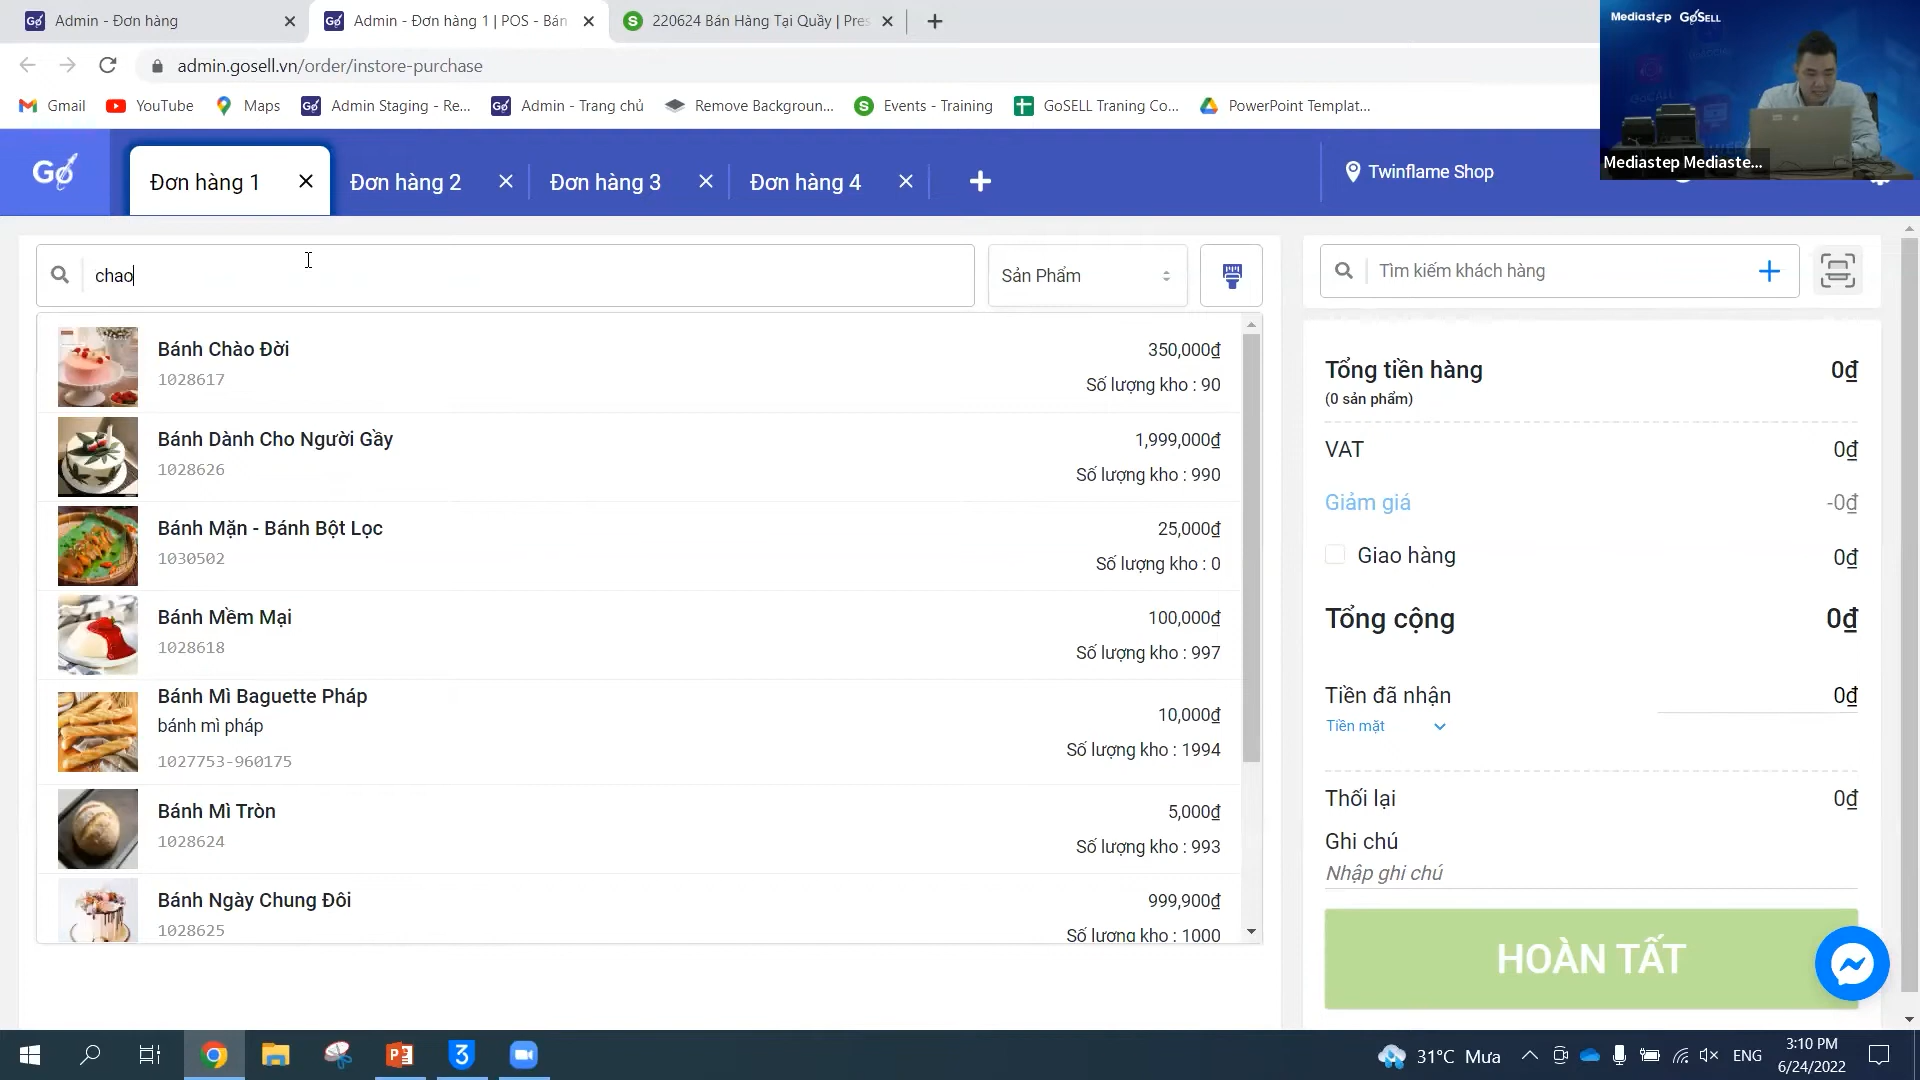 Admin - Đơn hàng
Admin - Đơn hàng 1 | POS - Bán
220624 Bán Hàng Tại Quầy | Pres
admin.gosell.vn/order/instore-purchase
Gmail
YouTube
Maps
Admin Staging - Re...
Admin - Trang chủ
Remove Backgroun...
Events - Training
GoSELL Traning Co...
PowerPoint Templat...
Mediastep GoSELL
Mediastep Mediaste...
Go
Đơn hàng 1
Đơn hàng 2
Đơn hàng 3
Đơn hàng 4
Twinflame Shop
chao
Sản Phẩm
Tìm kiếm khách hàng
Bánh Chào Đời
1028617
350,000₫
Số lượng kho : 90
Bánh Dành Cho Người Gầy
1028626
1,999,000₫
Số lượng kho : 990
Bánh Mặn - Bánh Bột Lọc
1030502
25,000₫
Số lượng kho : 0
Bánh Mềm Mại
1028618
100,000₫
Số lượng kho : 997
Bánh Mì Baguette Pháp
bánh mì pháp
1027753-960175
10,000₫
Số lượng kho : 1994
Bánh Mì Tròn
1028624
5,000₫
Số lượng kho : 993
Bánh Ngày Chung Đôi
1028625
999,900₫
Số lượng kho : 1000
Tổng tiền hàng 0₫
(0 sản phẩm)
VAT 0₫
Giảm giá -0₫
Giao hàng 0₫
Tổng cộng 0₫
Tiền đã nhận 0₫
Tiền mặt
Thối lại 0₫
Ghi chú
Nhập ghi chú
HOÀN TẤT
31°C Mưa
ENG
3:10 PM
6/24/2022